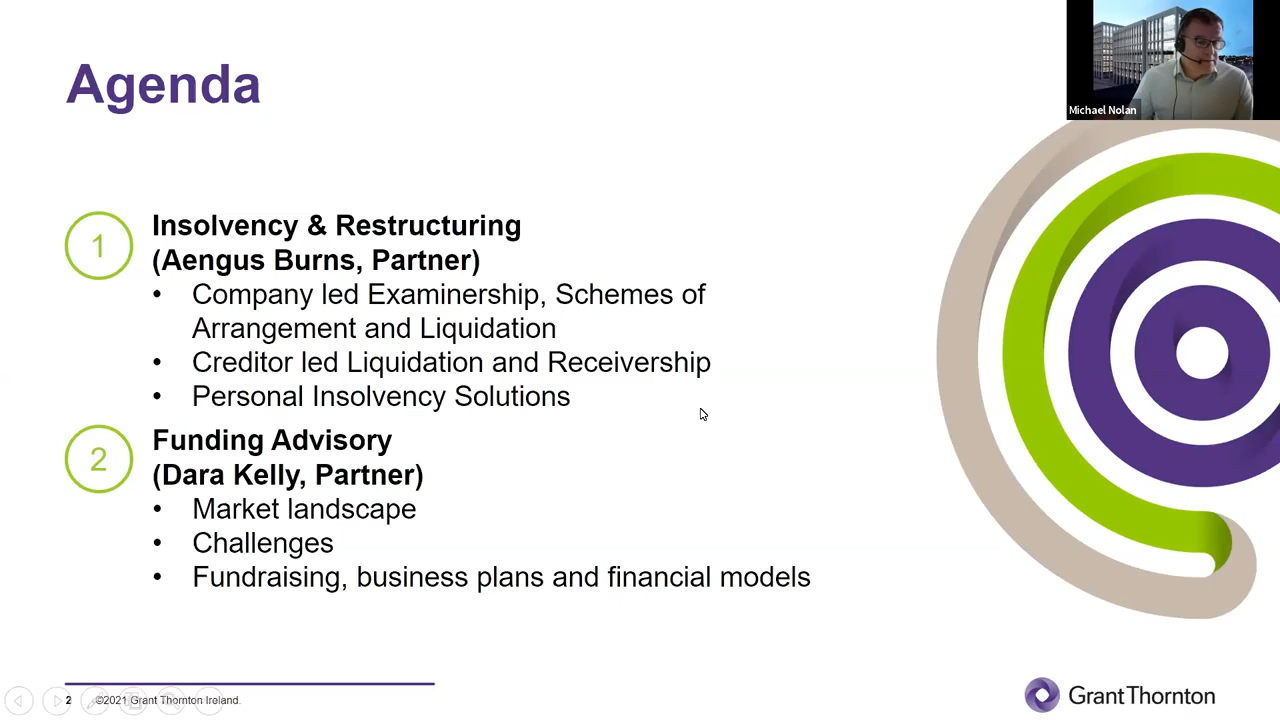 Agenda
Michael Nolan
1
Insolvency & Restructuring
(Aengus Burns, Partner)
• Company led Examinership, Schemes of
Arrangement and Liquidation
• Creditor led Liquidation and Receivership
• Personal Insolvency Solutions
2
Funding Advisory
(Dara Kelly, Partner)
• Market landscape
• Challenges
• Fundraising, business plans and financial models
2 ©2021 Grant Thornton Ireland.
Grant Thornton